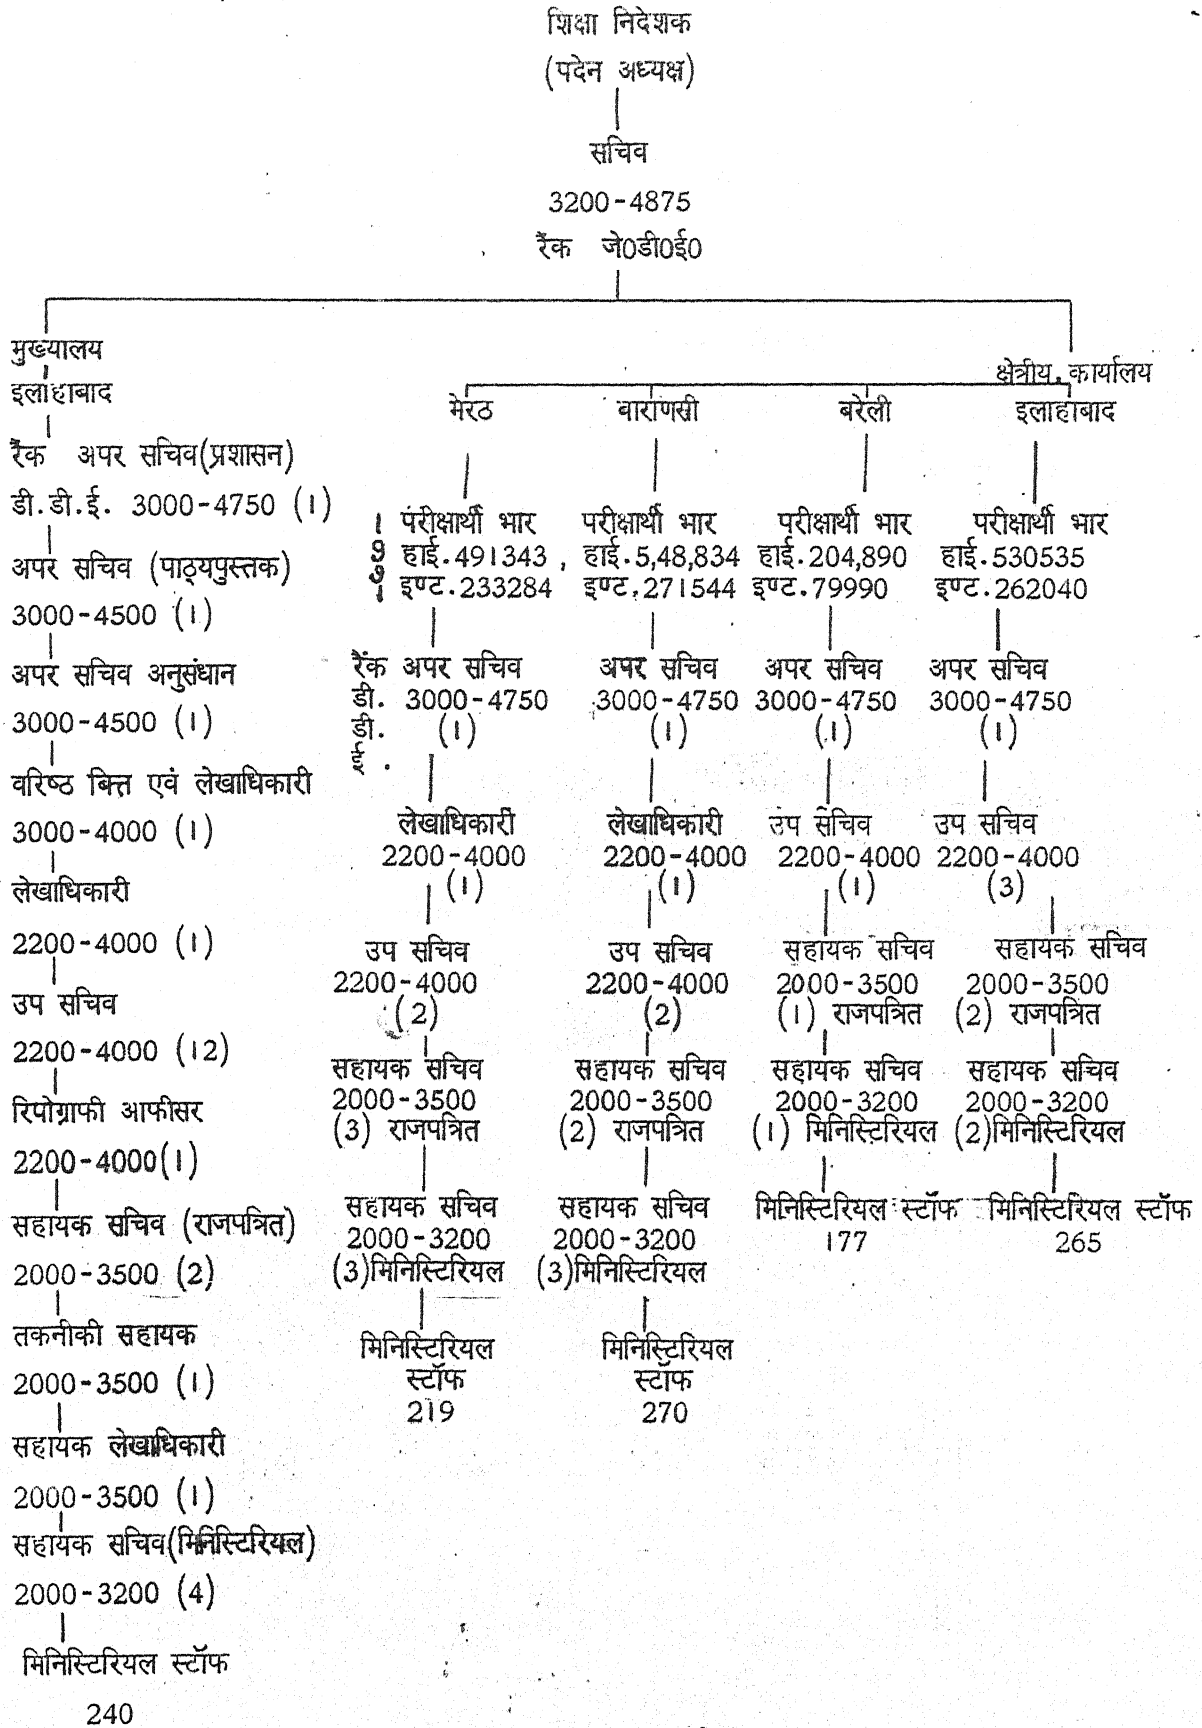 शिक्षा निदेशक
(पदेन अध्यक्ष)
सचिव
3200-4875
रैंक जे0डी0ई0
मुख्यालय
इलाहाबाद
रैंक अपर सचिव(प्रशासन)
डी.डी.ई. 3000-4750 (1)
अपर सचिव (पाठ्यपुस्तक)
3000-4500 (1)
अपर सचिव अनुसंधान
3000-4500 (1)
वरिष्ठ वित्त एवं लेखाधिकारी
3000-4000 (1)
लेखाधिकारी
2200-4000 (1)
उप सचिव
2200-4000 (12)
रिपोग्राफी आफीसर
2200-4000(1)
सहायक सचिव (राजपत्रित)
2000-3500 (2)
तकनीकी सहायक
2000-3500 (1)
सहायक लेखाधिकारी
2000-3500 (1)
सहायक सचिव(मिनिस्टिरियल)
2000-3200 (4)
मिनिस्टिरियल स्टॉफ
240
क्षेत्रीय कार्यालय
मेरठ
परीक्षार्थी भार
हाई.491343
इण्ट.233284
रैंक अपर सचिव
डी. 3000-4750
डी. (1)
ई.
लेखाधिकारी
2200-4000
(1)
उप सचिव
2200-4000
(2)
सहायक सचिव
2000-3500
(3) राजपत्रित
सहायक सचिव
2000-3200
(3)मिनिस्टिरियल
मिनिस्टिरियल
स्टॉफ
219
वाराणसी
परीक्षार्थी भार
हाई.5,48,834
इण्ट.271544
अपर सचिव
3000-4750
(1)
लेखाधिकारी
2200-4000
(1)
उप सचिव
2200-4000
(2)
सहायक सचिव
2000-3500
(2) राजपत्रित
सहायक सचिव
2000-3200
(3)मिनिस्टिरियल
मिनिस्टिरियल
स्टॉफ
270
बरेली
परीक्षार्थी भार
हाई.204,890
इण्ट.79990
अपर सचिव
3000-4750
(1)
उप सचिव
2200-4000
(1)
सहायक सचिव
2000-3500
(1) राजपत्रित
सहायक सचिव
2000-3200
(1) मिनिस्टिरियल
मिनिस्टिरियल स्टॉफ
177
इलाहाबाद
परीक्षार्थी भार
हाई.530535
इण्ट.262040
अपर सचिव
3000-4750
(1)
उप सचिव
2200-4000
(3)
सहायक सचिव
2000-3500
(2) राजपत्रित
सहायक सचिव
2000-3200
(2)मिनिस्टिरियल
मिनिस्टिरियल स्टॉफ
265